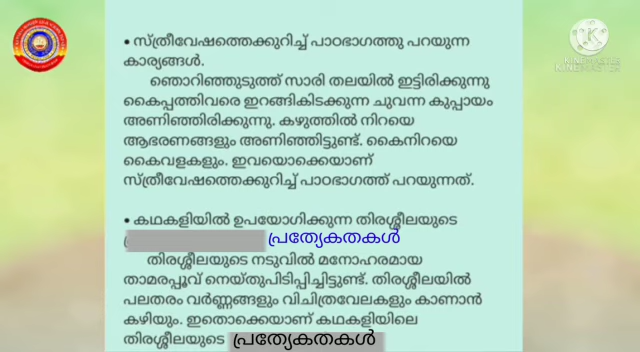 • സ്ത്രീവേഷത്തെക്കുറിച്ച് പാഠഭാഗത്തു പറയുന്ന
കാര്യങ്ങൾ.
ഞൊറിഞ്ഞുടുത്ത് സാരി തലയിൽ ഇട്ടിരിക്കുന്നു
കൈപ്പത്തിവരെ ഇറങ്ങികിടക്കുന്ന ചുവന്ന കുപ്പായം
അണിഞ്ഞിരിക്കുന്നു. കഴുത്തിൽ നിറയെ
ആഭരണങ്ങളും അണിഞ്ഞിട്ടുണ്ട്. കൈനിറയെ
കൈവളകളും. ഇവയൊക്കെയാണ്
സ്ത്രീവേഷത്തെക്കുറിച്ച് പാഠഭാഗത്ത് പറയുന്നത്.
• കഥകളിയിൽ ഉപയോഗിക്കുന്ന തിരശ്ശീലയുടെ
പ്രത്യേകതകൾ
തിരശ്ശീലയുടെ നടുവിൽ മനോഹരമായ
താമരപ്പൂവ് നെയ്തുപിടിപ്പിച്ചിട്ടുണ്ട്. തിരശ്ശീലയിൽ
പലതരം വർണ്ണങ്ങളും വിചിത്രവേലകളും കാണാൻ
കഴിയും. ഇതൊക്കെയാണ് കഥകളിയിലെ
തിരശ്ശീലയുടെ പ്രത്യേകതകൾ
KINEMASTER